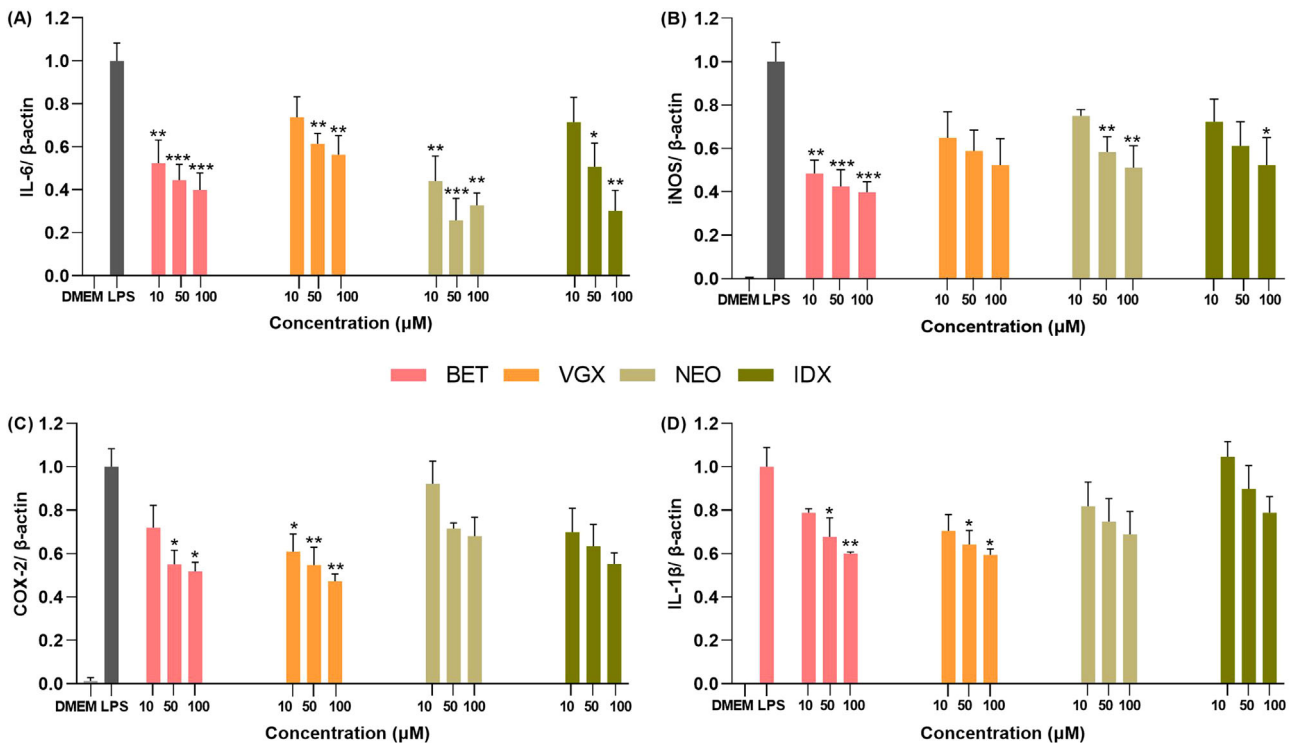 (A)
IL-6/ β-actin
1.2
1.0
0.8
0.6
0.4
0.2
0.0
** *** *** ** ** ** *** ** * **
DMEM LPS 10 50 100 10 50 100 10 50 100 10 50 100
Concentration (μM)
(B)
iNOS/ β-actin
1.2
1.0
0.8
0.6
0.4
0.2
0.0
** *** *** ** ** *
DMEM LPS 10 50 100 10 50 100 10 50 100 10 50 100
Concentration (μM)
BET VGX NEO IDX
(C)
COX-2/ β-actin
1.2
1.0
0.8
0.6
0.4
0.2
0.0
* * * ** **
DMEM LPS 10 50 100 10 50 100 10 50 100 10 50 100
Concentration (μM)
(D)
IL-1β/ β-actin
1.2
1.0
0.8
0.6
0.4
0.2
0.0
* ** * *
DMEM LPS 10 50 100 10 50 100 10 50 100 10 50 100
Concentration (μM)